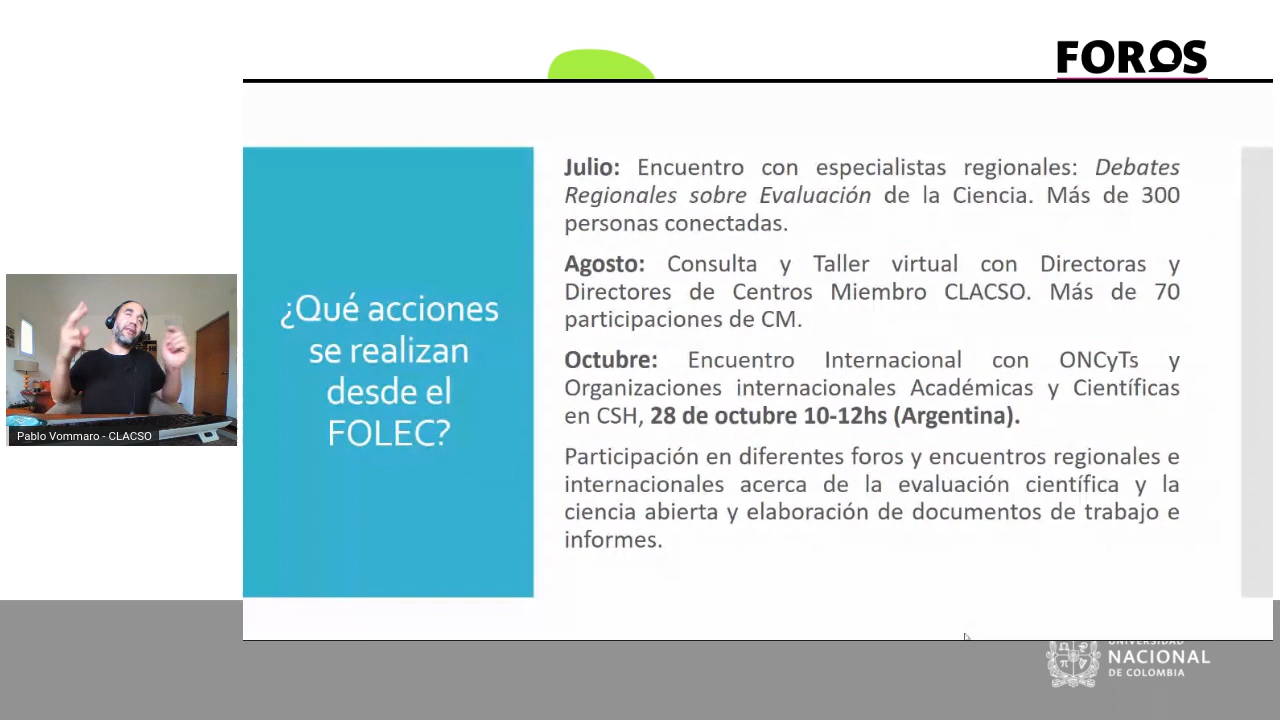 FOROS
¿Qué acciones
se realizan
desde el
FOLEC?
Julio: Encuentro con especialistas regionales: Debates
Regionales sobre Evaluación de la Ciencia. Más de 300
personas conectadas.
Agosto: Consulta y Taller virtual con Directoras y
Directores de Centros Miembro CLACSO. Más de 70
participaciones de CM.
Octubre: Encuentro Internacional con ONCyTs y
Organizaciones internacionales Académicas y Científicas
en CSH, 28 de octubre 10-12hs (Argentina).
Participación en diferentes foros y encuentros regionales e
internacionales acerca de la evaluación científica y la
ciencia abierta y elaboración de documentos de trabajo e
informes.
Pablo Vommaro - CLACSO
UNIVERSIDAD
NACIONAL
DE COLOMBIA